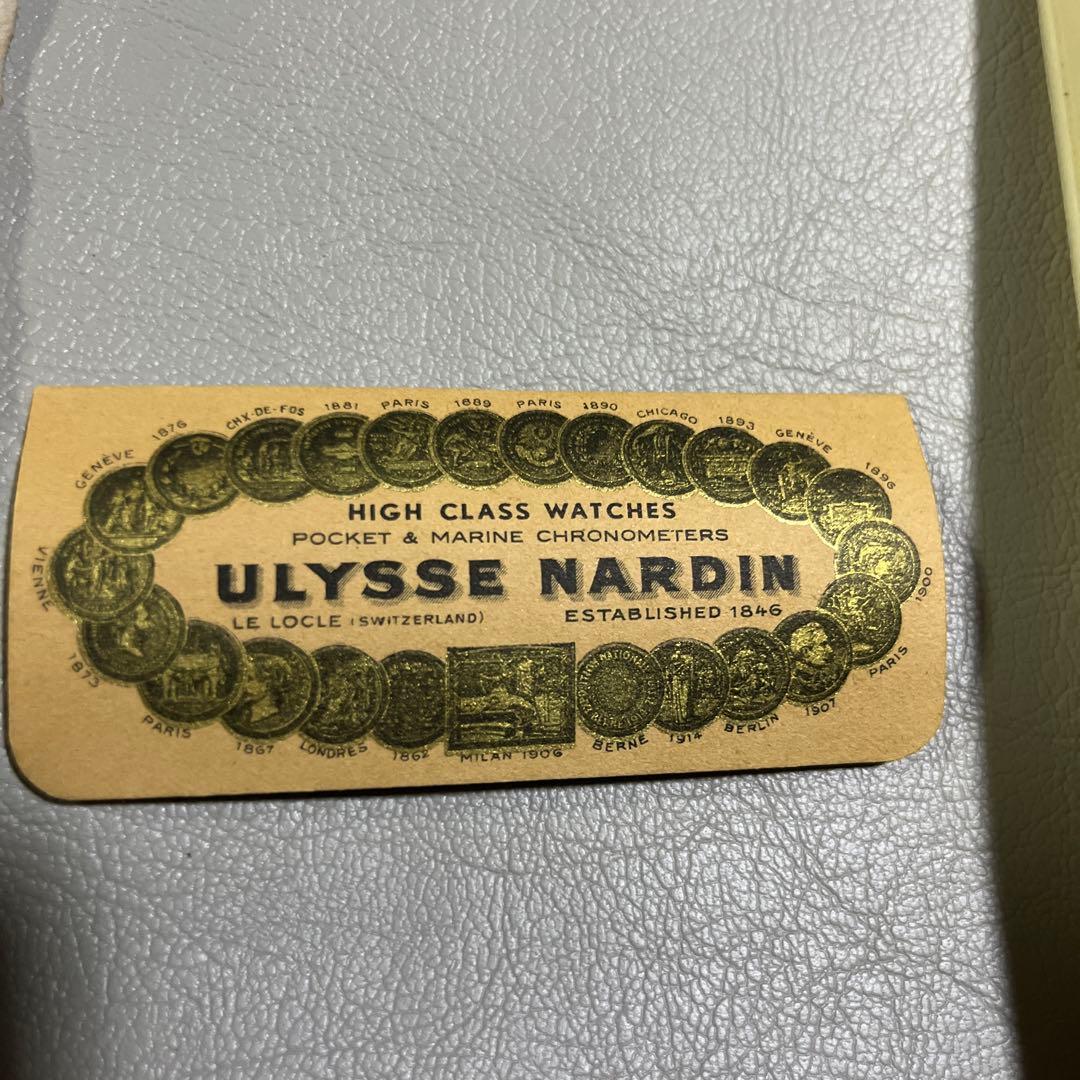 GENÈVE 1876 CHX-DE-FDS 1881 PARIS 1889 PARIS 1890 CHICAGO 1893 GENÈVE 1896
HIGH CLASS WATCHES
POCKET & MARINE CHRONOMETERS
ULYSSE NARDIN
LE LOCLE (SWITZERLAND) ESTABLISHED 1846
VIENNE 1873 PARIS 1867 LONDRES 1862 MILAN 1906 BERNE 1914 BERLIN 1907 PARIS 1900